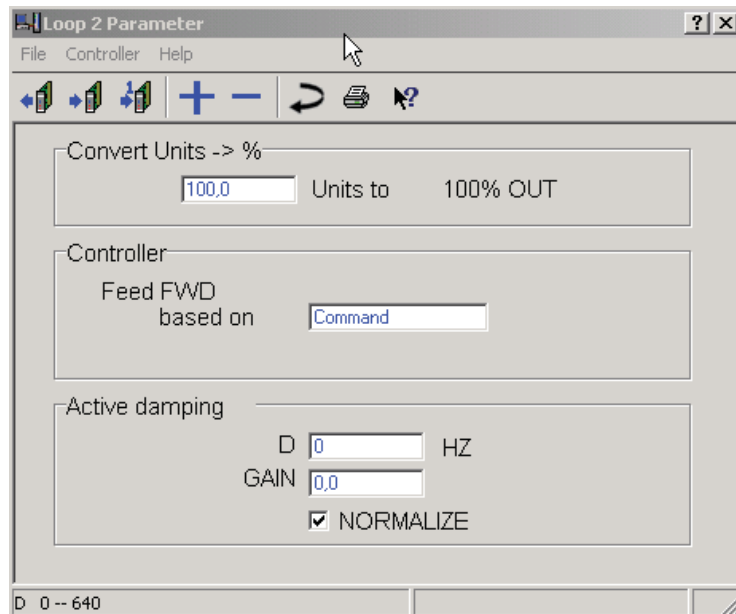 Loop 2 Parameter
File Controller Help
1
Convert Units -> %
100,0 Units to 100% OUT
Controller
Feed FWD
based on Command
Active damping
D 0 HZ
GAIN 0,0
NORMALIZE
D 0 -- 640